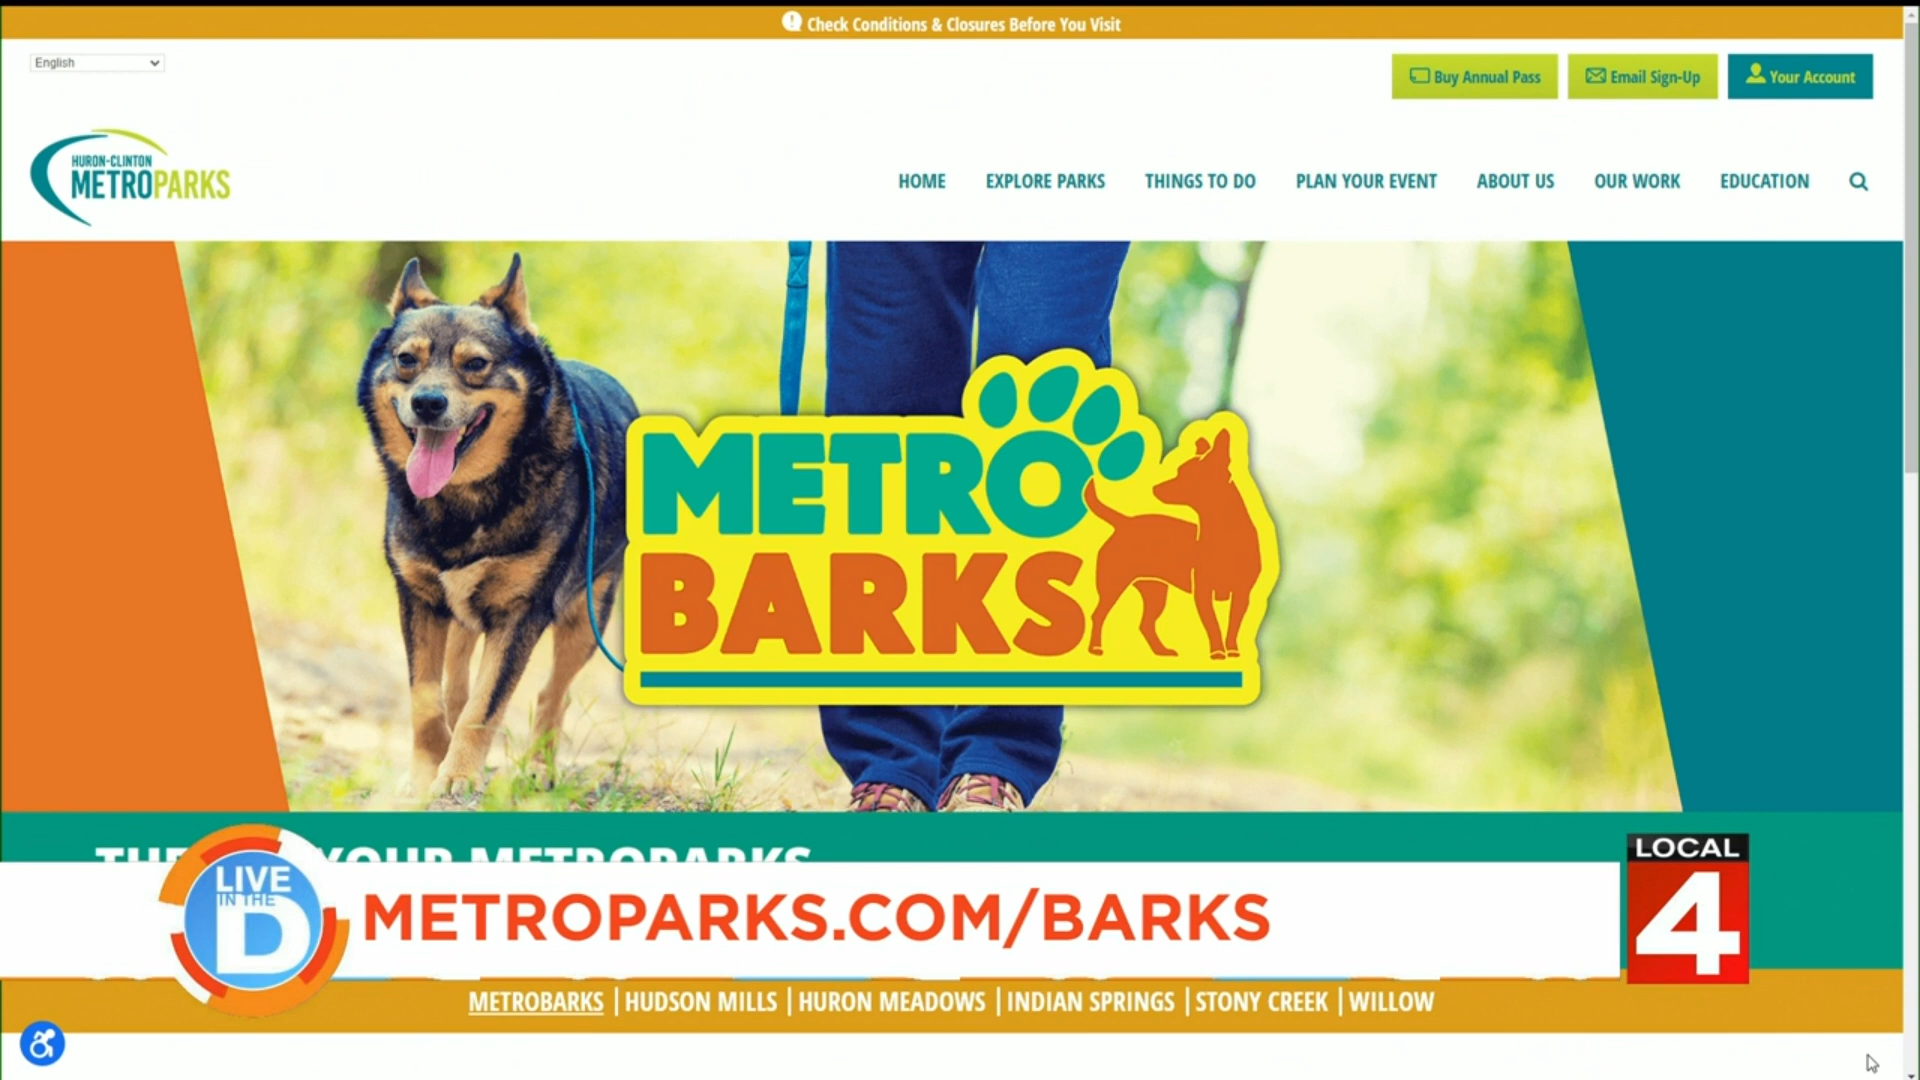 Check Conditions & Closures Before You Visit
English
Buy Annual Pass
Email Sign-Up
Your Account
HURON-CLINTON
METROPARKS
HOME
EXPLORE PARKS
THINGS TO DO
PLAN YOUR EVENT
ABOUT US
OUR WORK
EDUCATION
METRO
BARKS
YOUR METROPARKS
LIVE
IN THE
D
METROPARKS.COM/BARKS
LOCAL
4
METROBARKS | HUDSON MILLS | HURON MEADOWS | INDIAN SPRINGS | STONY CREEK | WILLOW